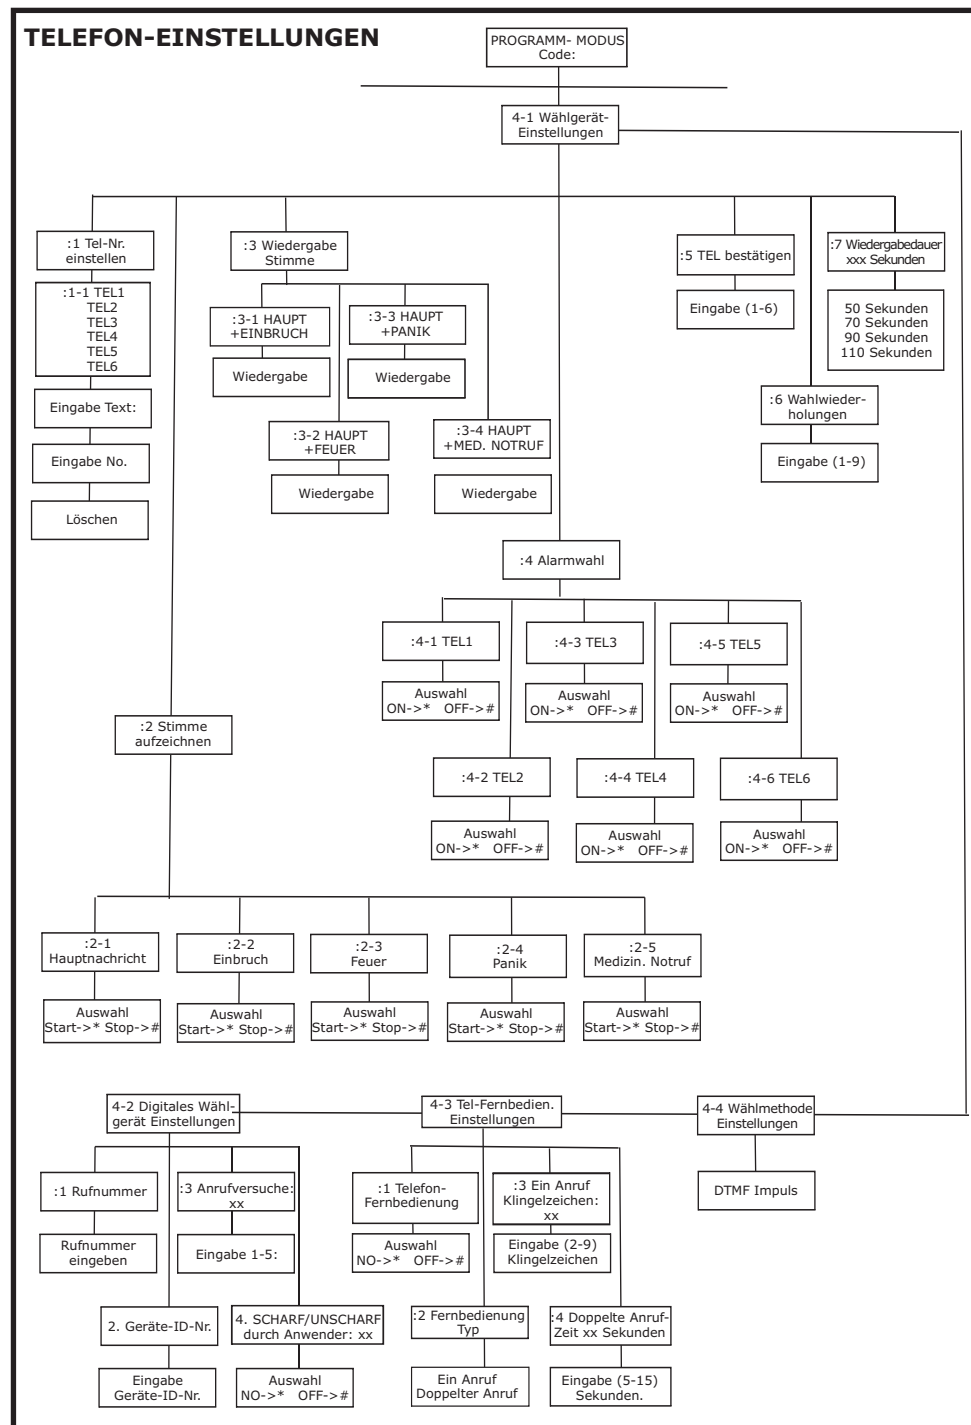 TELEFON-EINSTELLUNGEN
PROGRAMM- MODUS
Code:
4-1 Wählgerät-
Einstellungen
:1 Tel-Nr.
einstellen
:1-1 TEL1
TEL2
TEL3
TEL4
TEL5
TEL6
Eingabe Text:
Eingabe No.
Löschen
:3 Wiedergabe
Stimme
:3-1 HAUPT
+EINBRUCH
Wiedergabe
:3-3 HAUPT
+PANIK
Wiedergabe
:3-2 HAUPT
+FEUER
Wiedergabe
:3-4 HAUPT
+MED. NOTRUF
Wiedergabe
:5 TEL bestätigen
Eingabe (1-6)
:7 Wiedergabedauer
xxx Sekunden
50 Sekunden
70 Sekunden
90 Sekunden
110 Sekunden
:6 Wahlwieder-
holungen
Eingabe (1-9)
:4 Alarmwahl
:4-1 TEL1
Auswahl
ON->* OFF->#
:4-3 TEL3
Auswahl
ON->* OFF->#
:4-5 TEL5
Auswahl
ON->* OFF->#
:4-2 TEL2
Auswahl
ON->* OFF->#
:4-4 TEL4
Auswahl
ON->* OFF->#
:4-6 TEL6
Auswahl
ON->* OFF->#
:2 Stimme
aufzeichnen
:2-1
Hauptnachricht
Auswahl
Start->* Stop->#
:2-2
Einbruch
Auswahl
Start->* Stop->#
:2-3
Feuer
Auswahl
Start->* Stop->#
:2-4
Panik
Auswahl
Start->* Stop->#
:2-5
Medizin. Notruf
Auswahl
Start->* Stop->#
4-2 Digitales Wähl-
gerät Einstellungen
:1 Rufnummer
Rufnummer
eingeben
:3 Anrufversuche:
xx
Eingabe 1-5:
2. Geräte-ID-Nr.
Eingabe
Geräte-ID-Nr.
4. SCHARF/UNSCHARF
durch Anwender: xx
Auswahl
NO->* OFF->#
4-3 Tel-Fernbedien.
Einstellungen
:1 Telefon-
Fernbedienung
Auswahl
NO->* OFF->#
:3 Ein Anruf
Klingelzeichen:
xx
Eingabe (2-9)
Klingelzeichen
:2 Fernbedienung
Typ
Ein Anruf
Doppelter Anruf
:4 Doppelte Anruf-
Zeit xx Sekunden
Eingabe (5-15)
Sekunden.
4-4 Wählmethode
Einstellungen
DTMF Impuls